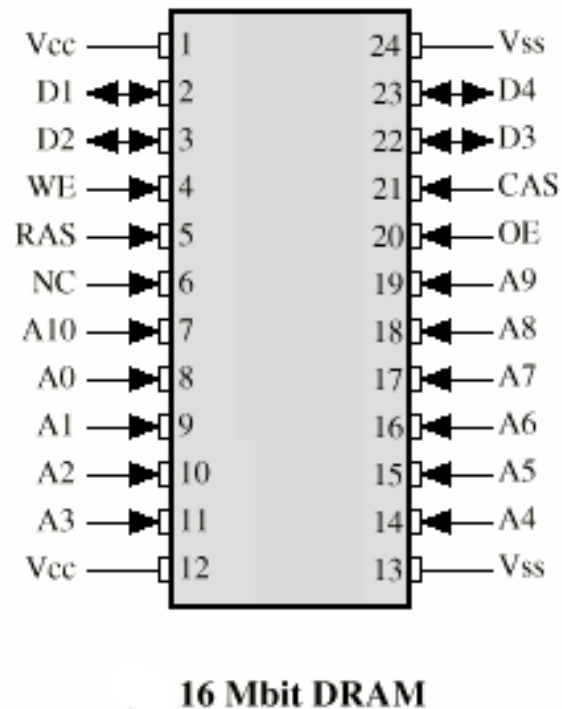 Vcc 1 24 Vss
D1 2 23 D4
D2 3 22 D3
WE 4 21 CAS
RAS 5 20 OE
NC 6 19 A9
A10 7 18 A8
A0 8 17 A7
A1 9 16 A6
A2 10 15 A5
A3 11 14 A4
Vcc 12 13 Vss
16 Mbit DRAM